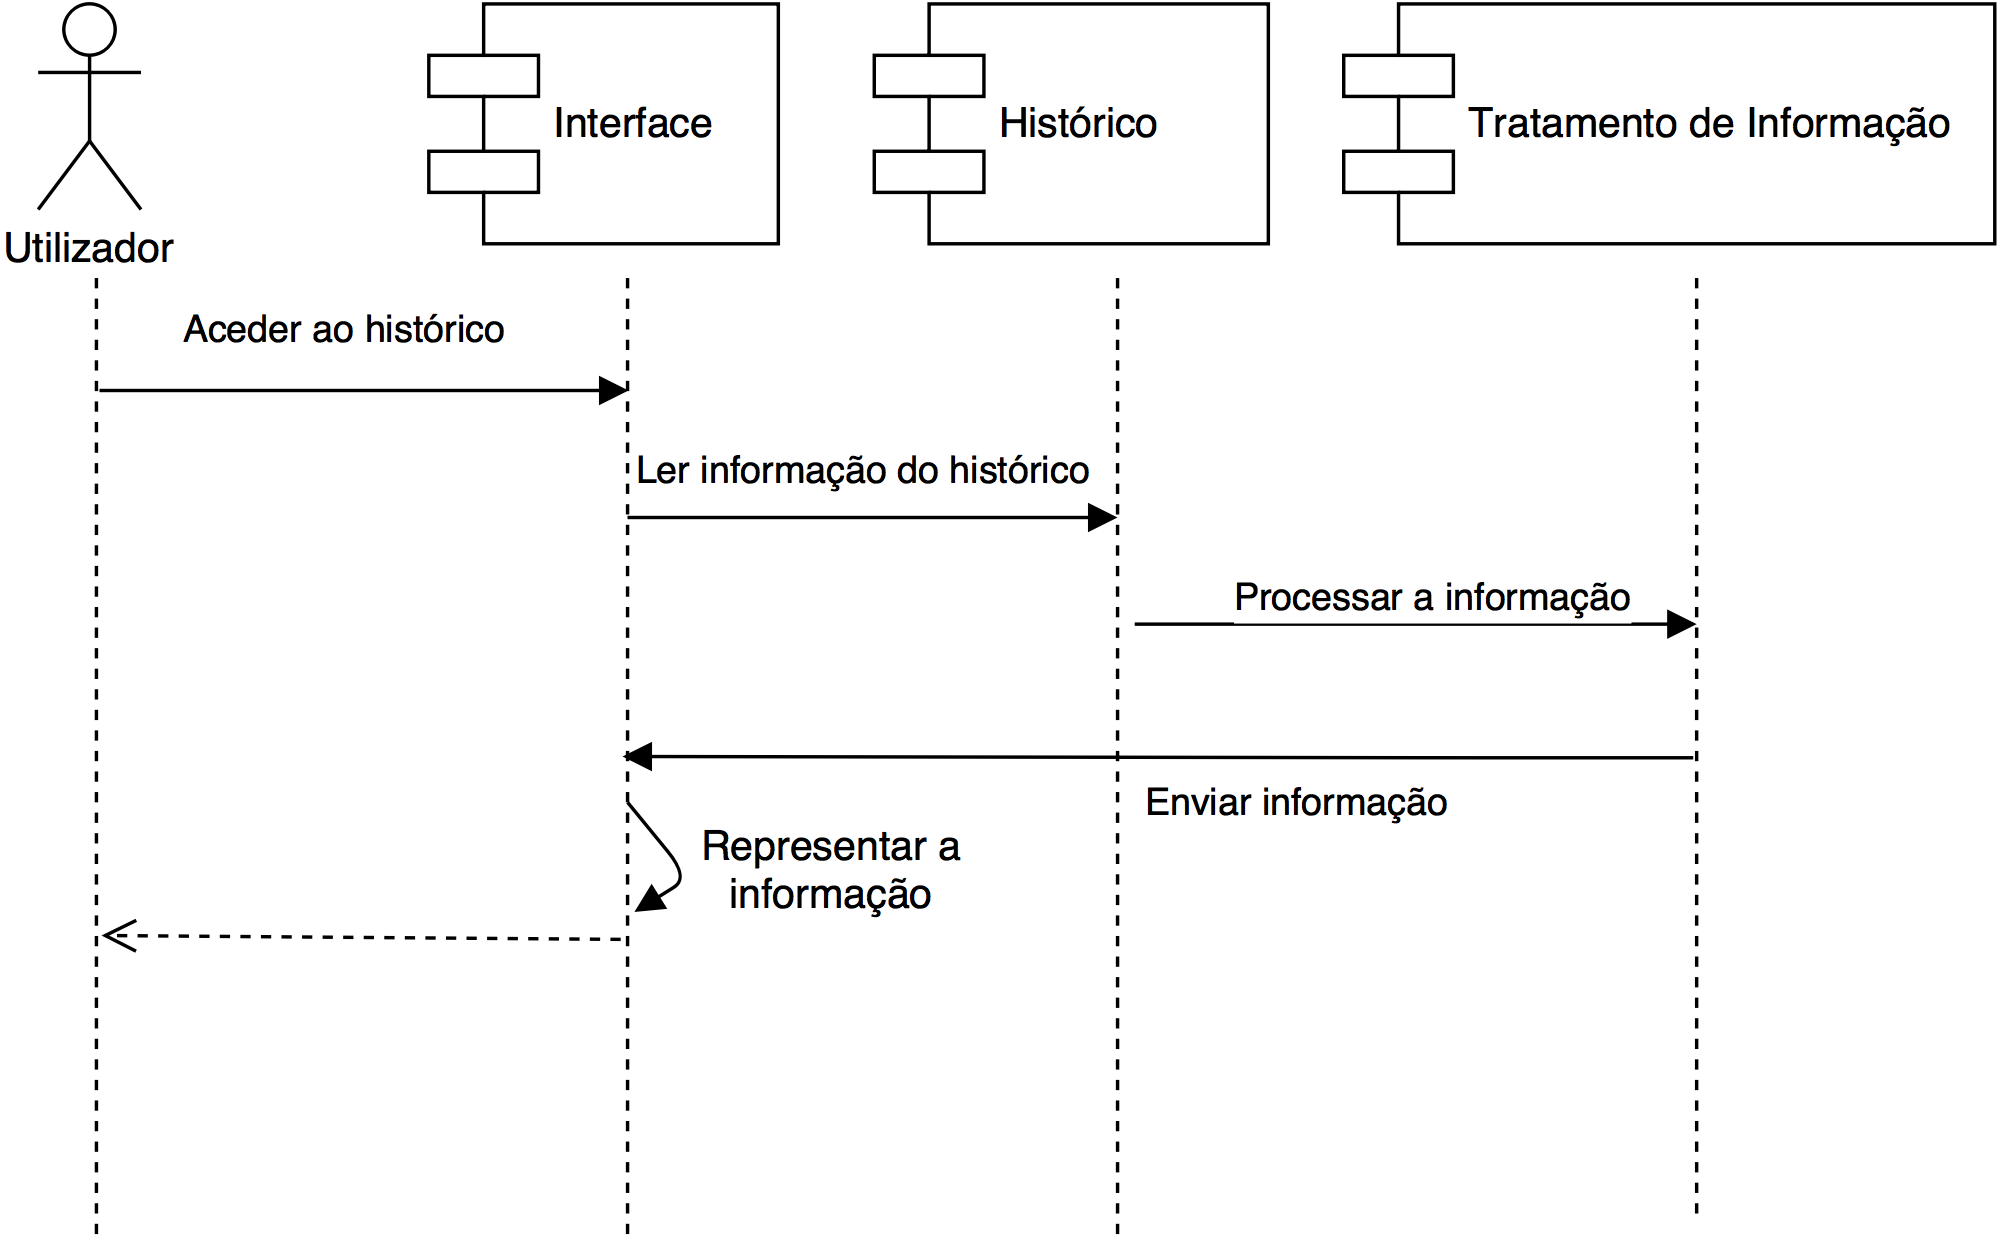 Interface
Histórico
Tratamento de Informação
Utilizador
Aceder ao histórico
Ler informação do histórico
Processar a informação
Enviar informação
Representar a
informação